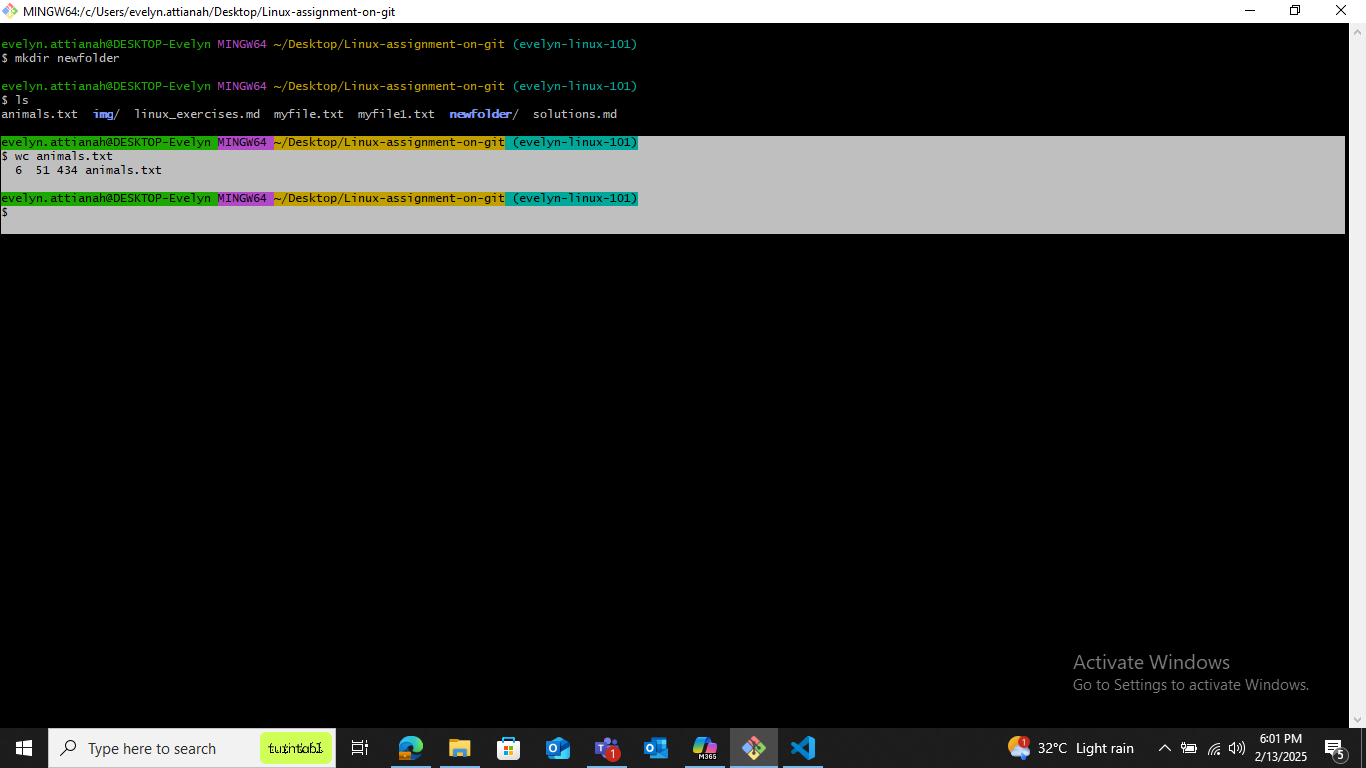 MINGW64:/c/Users/evelyn.attianah/Desktop/Linux-assignment-on-git
evelyn.attianah@DESKTOP-Evelyn MINGW64 ~/Desktop/Linux-assignment-on-git (evelyn-linux-101)
$ mkdir newfolder
evelyn.attianah@DESKTOP-Evelyn MINGW64 ~/Desktop/Linux-assignment-on-git (evelyn-linux-101)
$ ls
animals.txt  img/  linux_exercises.md  myfile.txt  myfile1.txt  newfolder/  solutions.md
evelyn.attianah@DESKTOP-Evelyn MINGW64 ~/Desktop/Linux-assignment-on-git (evelyn-linux-101)
$ wc animals.txt
  6  51 434 animals.txt
evelyn.attianah@DESKTOP-Evelyn MINGW64 ~/Desktop/Linux-assignment-on-git (evelyn-linux-101)
$
Activate Windows
Go to Settings to activate Windows.
Type here to search
1
M365
1
32°C Light rain
6:01 PM
2/13/2025
5